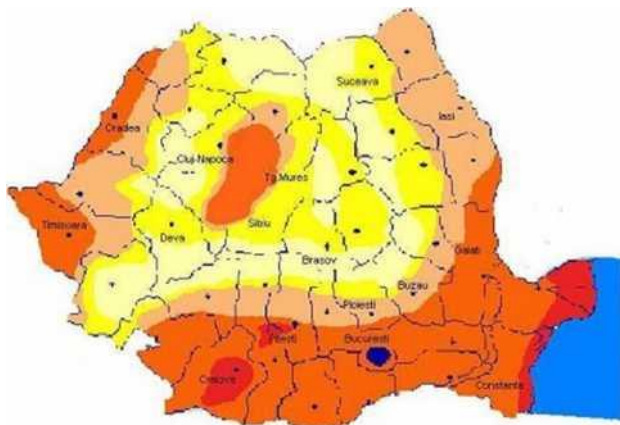 Suceava
Iasi
Oradea
Cluj-Napoca
Tg.Mures
Timisoara
Deva
Sibiu
Galati
Brasov
Buzau
Ploiesti
Pitesti
Bucuresti
Craiova
Constanta